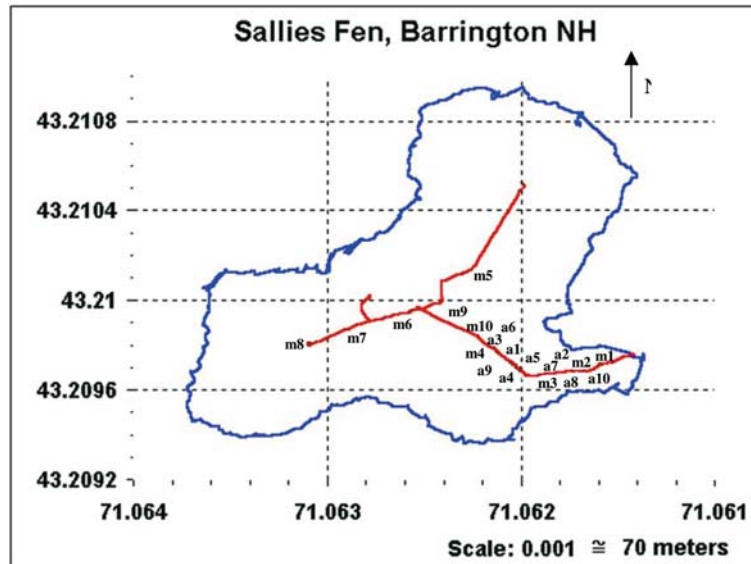 Sallies Fen, Barrington NH
43.2108
43.2104
m5
43.21
m9
m6
m10 a6
m7 a3
m8 m4 a1 a5 a2 m1
a9 a7 m2
a4 m3 a8 a10
43.2096
43.2092
71.064 71.063 71.062 71.061
Scale: 0.001 ≅ 70 meters